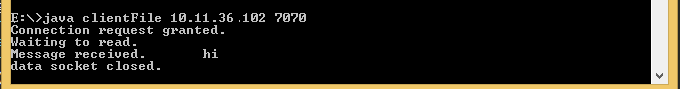 E:\>java clientFile 10.11.36.102 7070
Connection request granted.
Waiting to read.
Message received.       hi
data socket closed.